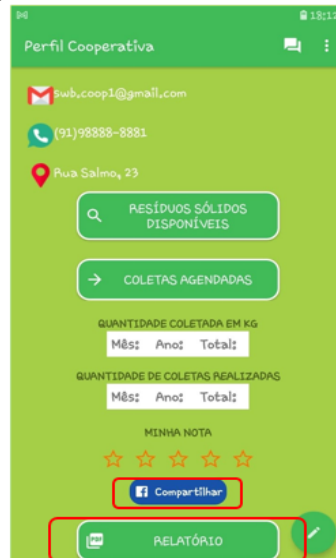 18:12
Perfil Cooperativa
swb.coop1@gmail.com
(91)98888-8881
Rua Salmo, 23
RESÍDUOS SÓLIDOS
DISPONÍVEIS
COLETAS AGENDADAS
QUANTIDADE COLETADA EM KG
Mês: Ano: Total:
QUANTIDADE DE COLETAS REALIZADAS
Mês: Ano: Total:
MINHA NOTA
Compartilhar
PDF RELATÓRIO